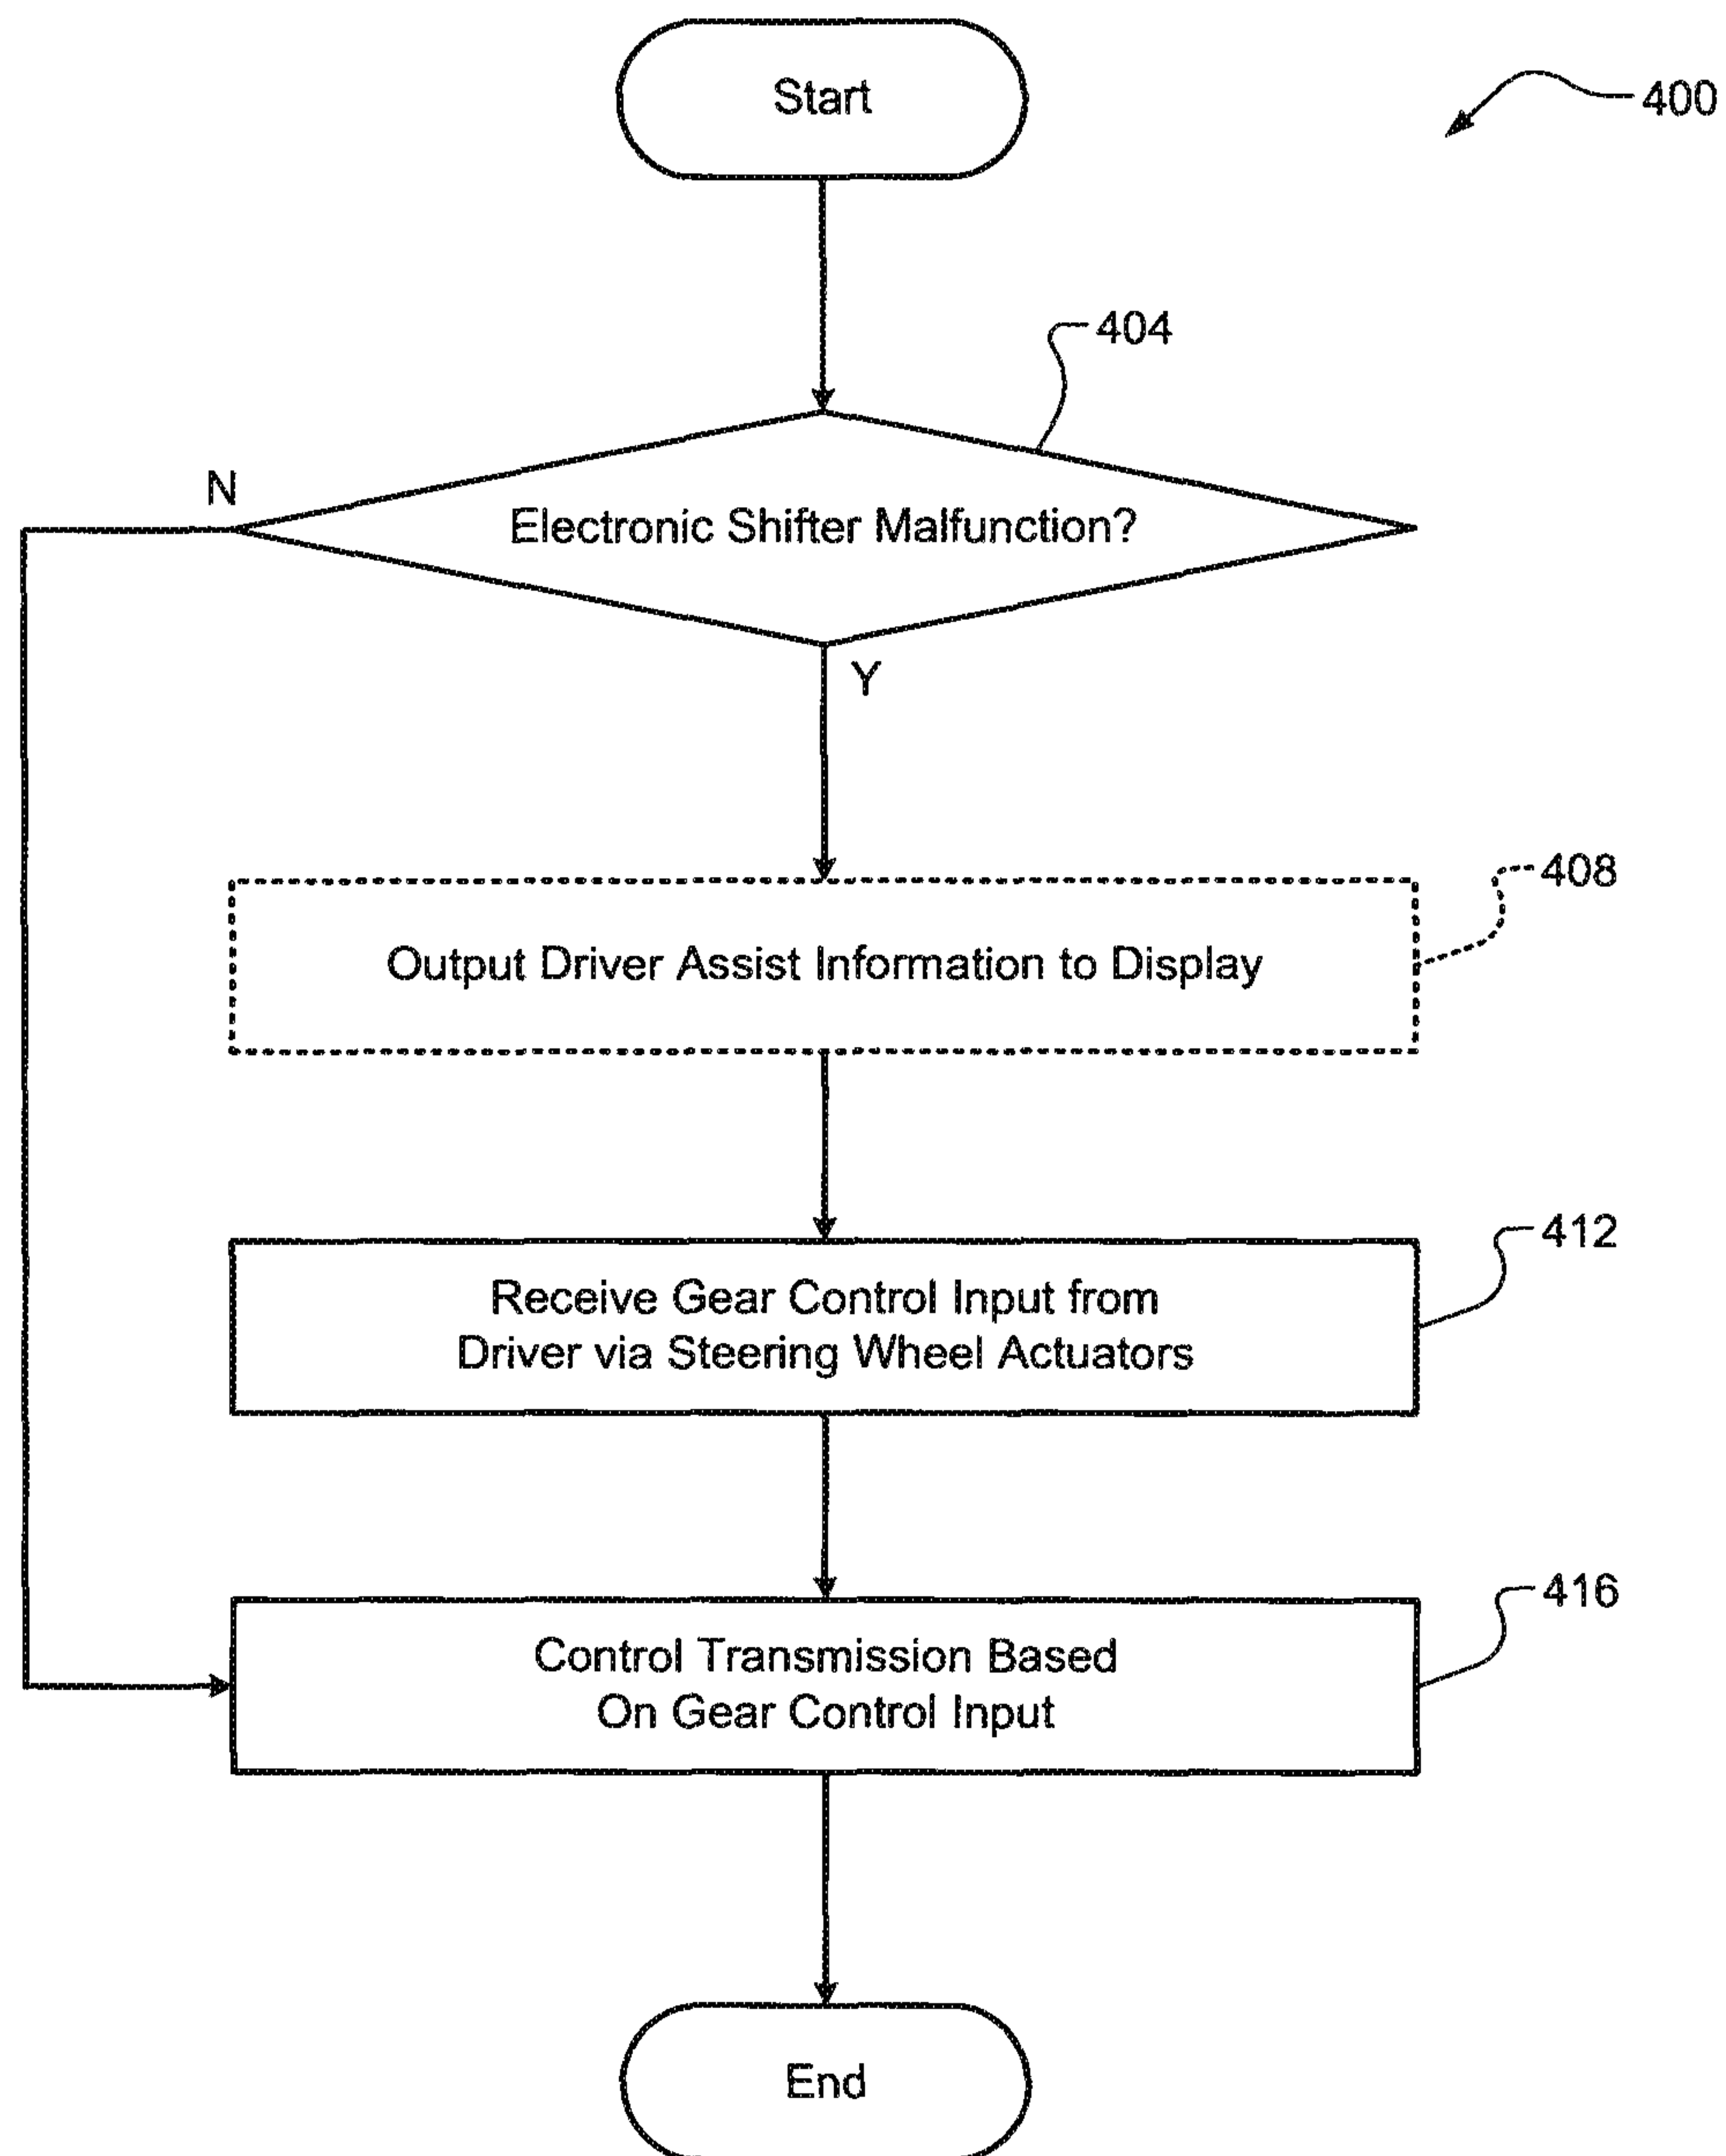 Start
400
404
N
Electronic Shifter Malfunction?
Y
408
Output Driver Assist Information to Display
412
Receive Gear Control Input from
Driver via Steering Wheel Actuators
416
Control Transmission Based
On Gear Control Input
End